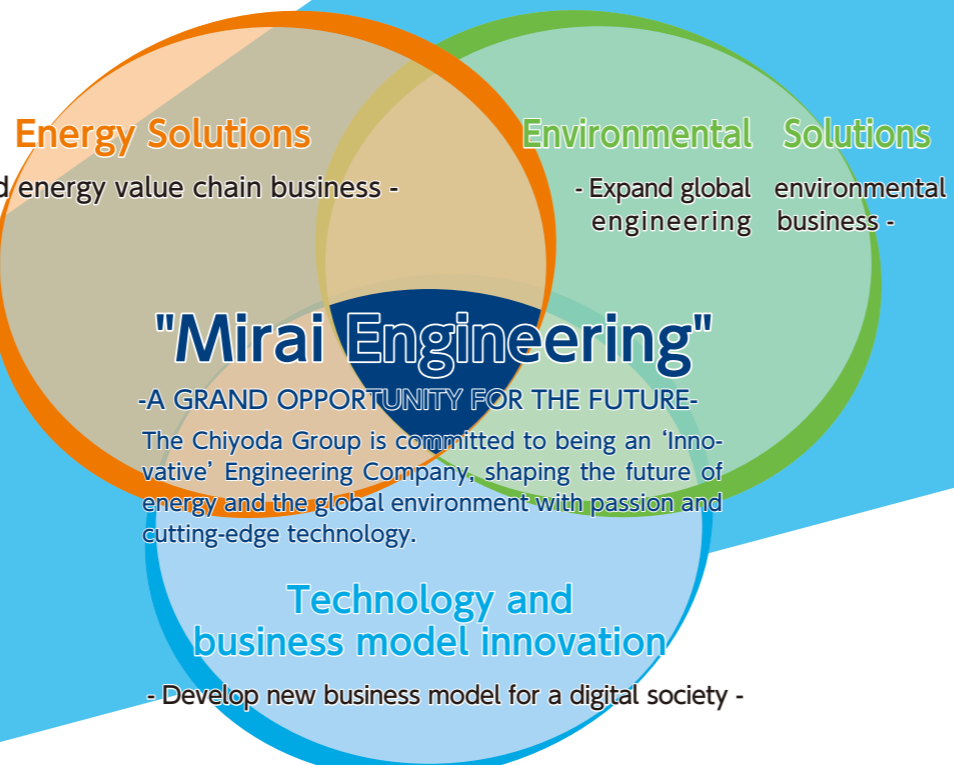 Energy Solutions
energy value chain business -
Environmental Solutions
- Expand global environmental
engineering business -
"Mirai Engineering"
-A GRAND OPPORTUNITY FOR THE FUTURE-
The Chiyoda Group is committed to being an ‘Inno-
vative’ Engineering Company, shaping the future of
energy and the global environment with passion and
cutting-edge technology.
Technology and
business model innovation
- Develop new business model for a digital society -